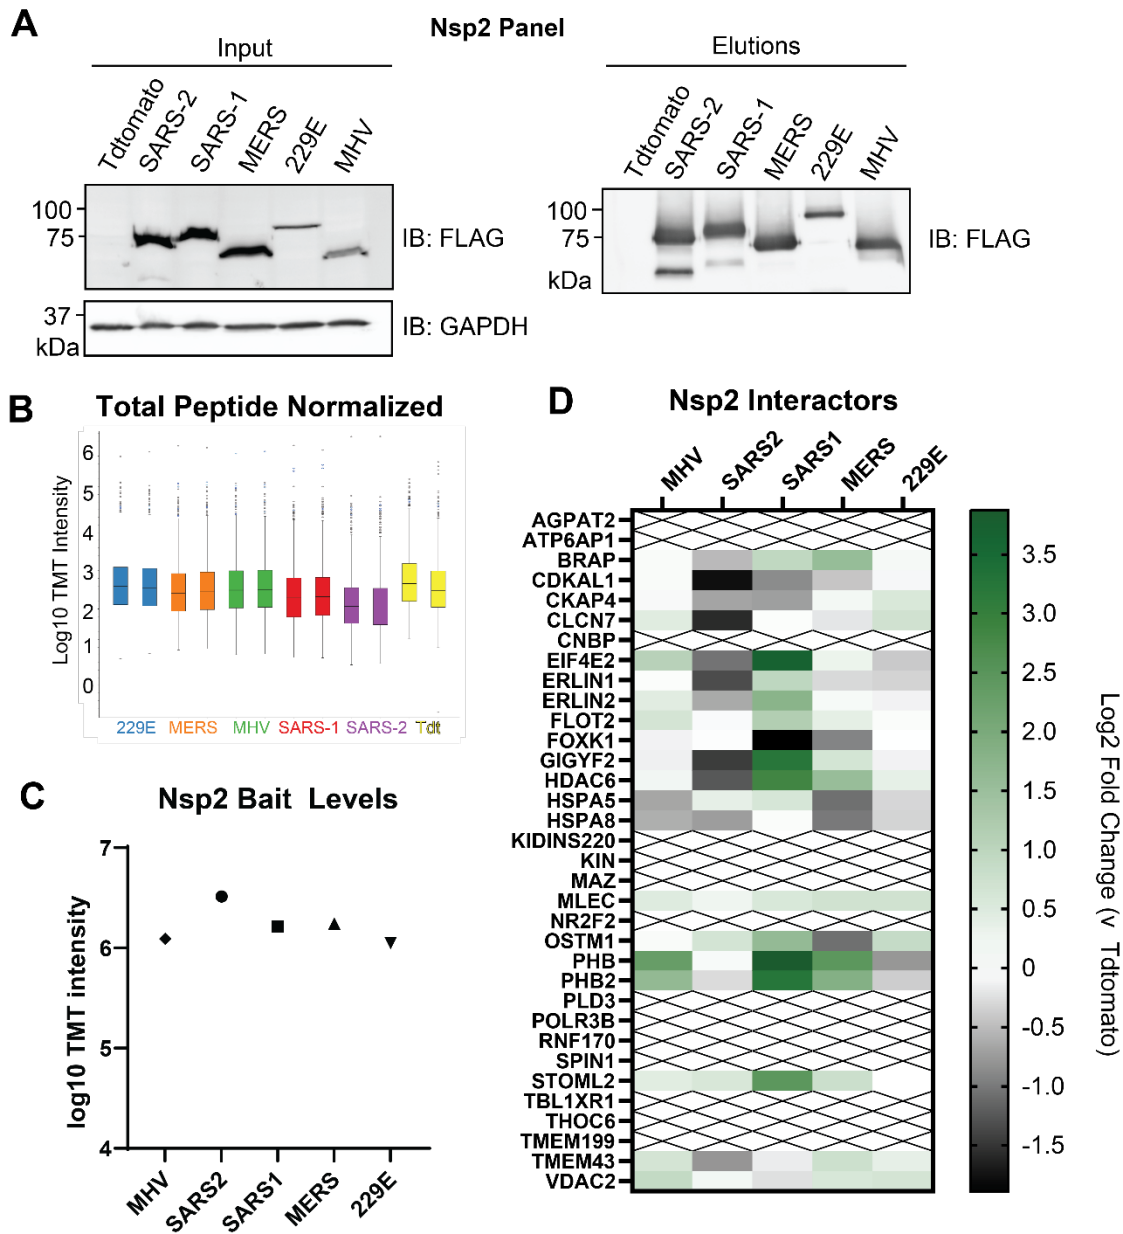 A
Nsp2 Panel
Input
Elutions
Tdtomato
SARS-2
SARS-1
MERS
229E
MHV
Tdtomato
SARS-2
SARS-1
MERS
229E
MHV
100
75
IB: FLAG
37
kDa
IB: GAPDH
100
75
kDa
IB: FLAG
B
Total Peptide Normalized
Log10 TMT Intensity
6
5
4
3
2
1
0
229E MERS MHV SARS-1 SARS-2 Tdt
C
Nsp2 Bait Levels
log10 TMT intensity
7
6
5
4
MHV
SARS2
SARS1
MERS
229E
D
Nsp2 Interactors
MHV
SARS2
SARS1
MERS
229E
AGPAT2
ATP6AP1
BRAP
CDKAL1
CKAP4
CLCN7
CNBP
EIF4E2
ERLIN1
ERLIN2
FLOT2
FOXK1
GIGYF2
HDAC6
HSPA5
HSPA8
KIDINS220
KIN
MAZ
MLEC
NR2F2
OSTM1
PHB
PHB2
PLD3
POLR3B
RNF170
SPIN1
STOML2
TBL1XR1
THOC6
TMEM199
TMEM43
VDAC2
3.5
3.0
2.5
2.0
1.5
1.0
0.5
0
-0.5
-1.0
-1.5
Log2 Fold Change (v Tdtomato)